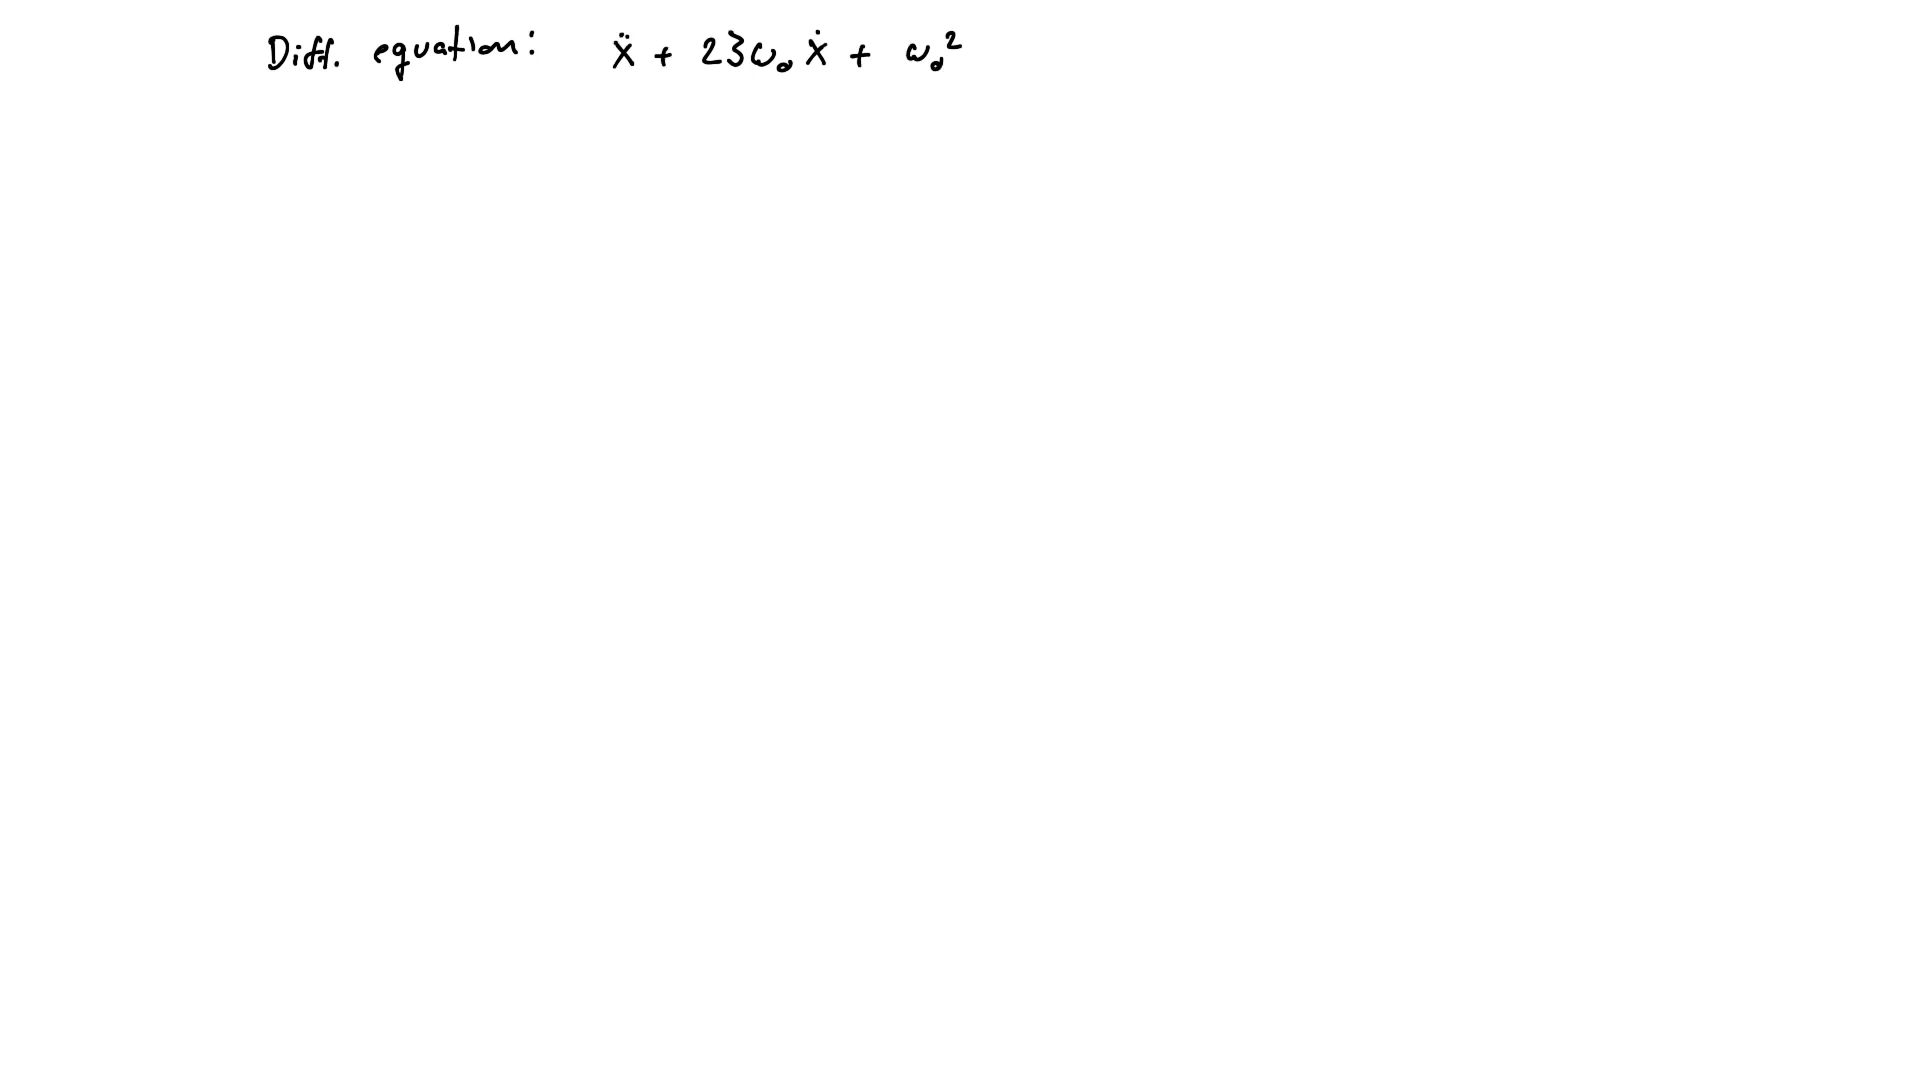 Diff. equation: ẍ + 2ζω₀ẋ + ω₀²